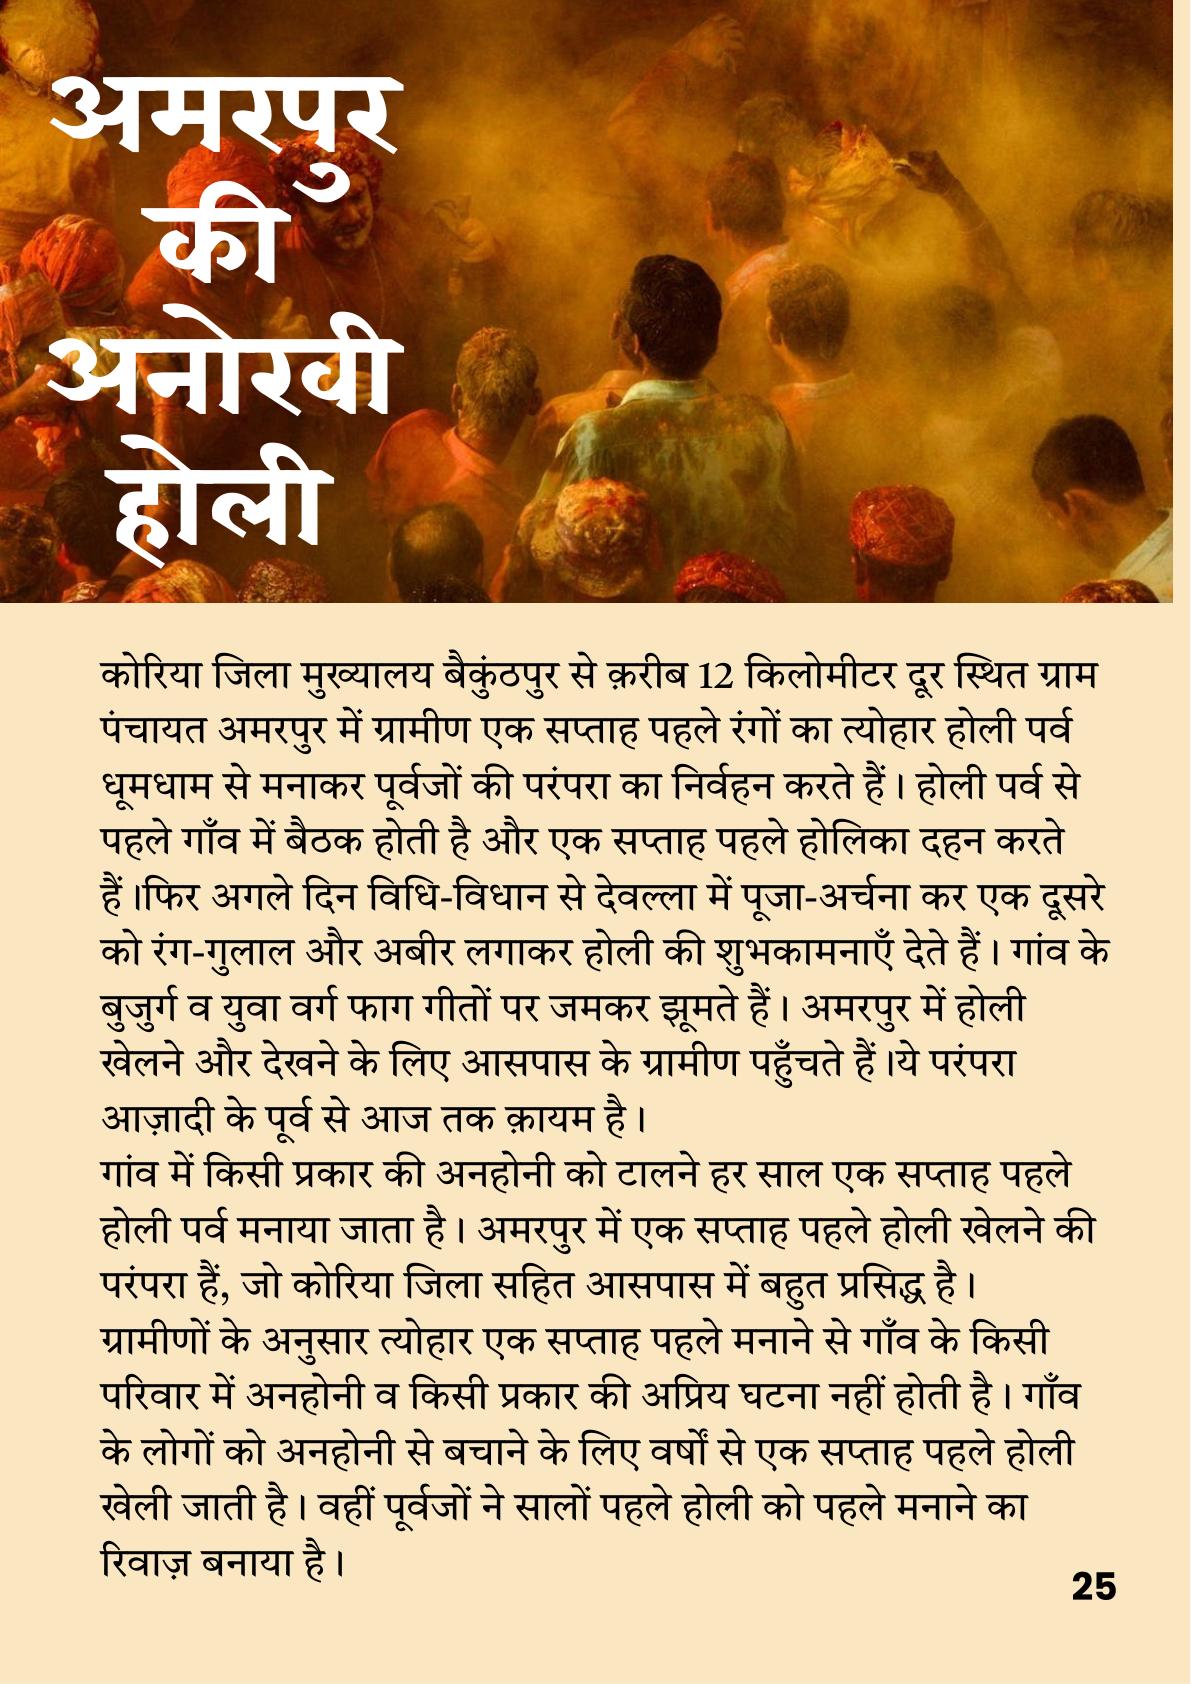 अमरपुर
की
अनोखी
होली
कोरिया जिला मुख्यालय बैकुंठपुर से क़रीब 12 किलोमीटर दूर स्थित ग्राम
पंचायत अमरपुर में ग्रामीण एक सप्ताह पहले रंगों का त्योहार होली पर्व
धूमधाम से मनाकर पूर्वजों की परंपरा का निर्वहन करते हैं। होली पर्व से
पहले गाँव में बैठक होती है और एक सप्ताह पहले होलिका दहन करते
हैं।फिर अगले दिन विधि-विधान से देवल्ला में पूजा-अर्चना कर एक दूसरे
को रंग-गुलाल और अबीर लगाकर होली की शुभकामनाएँ देते हैं। गांव के
बुजुर्ग व युवा वर्ग फाग गीतों पर जमकर झूमते हैं। अमरपुर में होली
खेलने और देखने के लिए आसपास के ग्रामीण पहुँचते हैं।ये परंपरा
आज़ादी के पूर्व से आज तक क़ायम है।
गांव में किसी प्रकार की अनहोनी को टालने हर साल एक सप्ताह पहले
होली पर्व मनाया जाता है। अमरपुर में एक सप्ताह पहले होली खेलने की
परंपरा हैं, जो कोरिया जिला सहित आसपास में बहुत प्रसिद्ध है।
ग्रामीणों के अनुसार त्योहार एक सप्ताह पहले मनाने से गाँव के किसी
परिवार में अनहोनी व किसी प्रकार की अप्रिय घटना नहीं होती है। गाँव
के लोगों को अनहोनी से बचाने के लिए वर्षों से एक सप्ताह पहले होली
खेली जाती है। वहीं पूर्वजों ने सालों पहले होली को पहले मनाने का
रिवाज़ बनाया है।
25